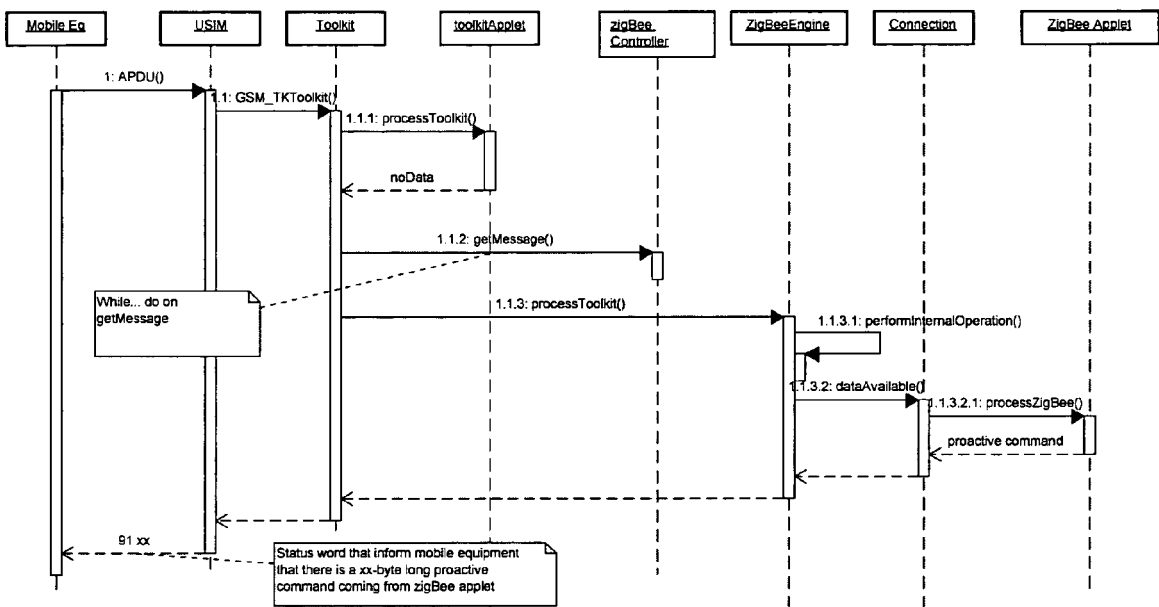 Mobile Eq
USIM
Toolkit
toolkitApplet
zigBee
Controller
ZigBeeEngine
Connection
ZigBee Applet
1: APDU()
1.1: GSM_TKToolkit()
1.1.1: processToolkit()
noData
1.1.2: getMessage()
While... do on
getMessage
1.1.3: processToolkit()
1.1.3.1: performInternalOperation()
1.1.3.2: dataAvailable()
1.1.3.2.1: processZigBee()
proactive command
91 xx
Status word that inform mobile equipment
that there is a xx-byte long proactive
command coming from zigBee applet